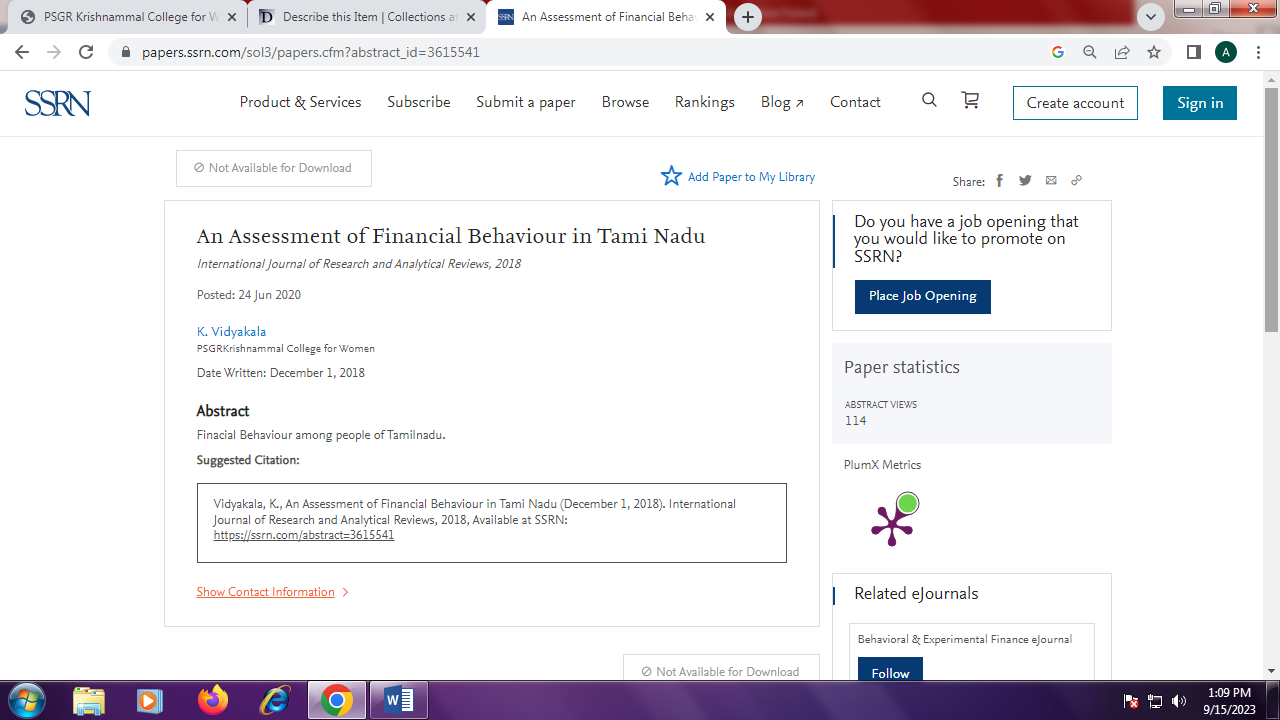 PSGR Krishnammal College for W
Describe this Item | Collections at
An Assessment of Financial Behav
papers.ssrn.com/sol3/papers.cfm?abstract_id=3615541
A
SSRN
Product & Services
Subscribe
Submit a paper
Browse
Rankings
Blog ↗
Contact
Create account
Sign in
Not Available for Download
Add Paper to My Library
Share:
An Assessment of Financial Behaviour in Tami Nadu
International Journal of Research and Analytical Reviews, 2018
Posted: 24 Jun 2020
K. Vidyakala
PSGRKrishnammal College for Women
Date Written: December 1, 2018
Abstract
Finacial Behaviour among people of Tamilnadu.
Suggested Citation:
Vidyakala, K., An Assessment of Financial Behaviour in Tami Nadu (December 1, 2018). International
Journal of Research and Analytical Reviews, 2018, Available at SSRN:
https://ssrn.com/abstract=3615541
Show Contact Information
Not Available for Download
Do you have a job opening that
you would like to promote on
SSRN?
Place Job Opening
Paper statistics
ABSTRACT VIEWS
114
PlumX Metrics
Related eJournals
Behavioral & Experimental Finance eJournal
Follow
1:09 PM
9/15/2023